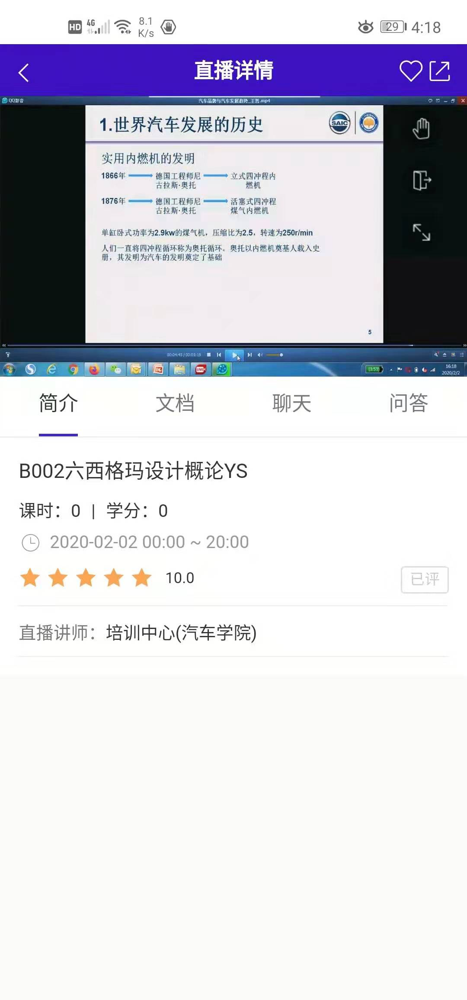 HD 4G 8.1 K/s 29 4:18
直播详情
QQ影音 汽车品牌与汽车发展趋势_王哲.mp4
1.世界汽车发展的历史 SAIC
实用内燃机的发明
1866年 德国工程师尼古拉斯·奥托 立式四冲程内燃机
1876年 德国工程师尼古拉斯·奥托 活塞式四冲程煤气内燃机
单缸卧式功率为2.9kw的煤气机，压缩比为2.5，转速为250r/min
人们一直将四冲程循环称为奥托循环。奥托以内燃机奠基人载入史
册，其发明为汽车的发明奠定了基础
5
00:04:45 / 00:05:19
LIVE (3:53) 16:18
2020/2/2
简介 文档 聊天 问答
B002六西格玛设计概论YS
课时：0 | 学分：0
2020-02-02 00:00 ~ 20:00
10.0 已评
直播讲师：培训中心(汽车学院)